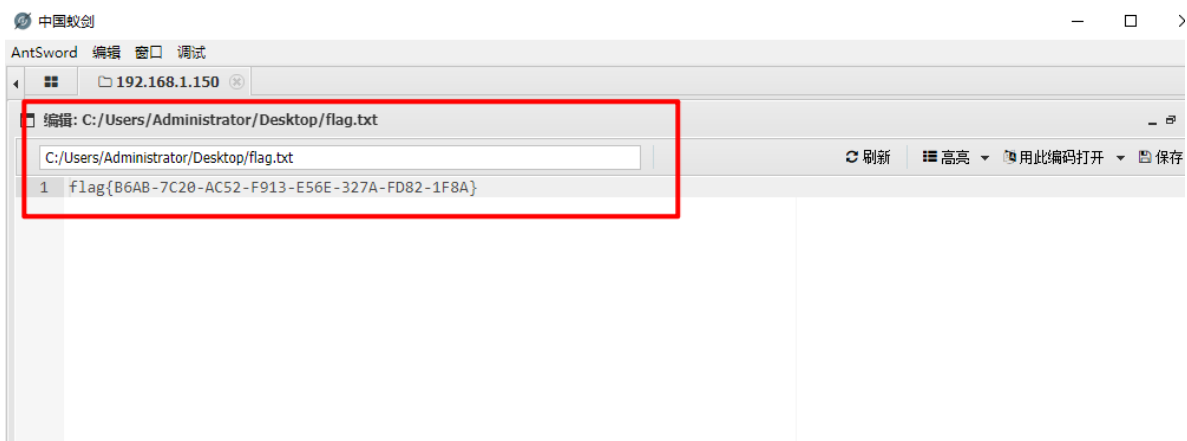 中国蚁剑
AntSword 编辑 窗口 调试
192.168.1.150
编辑: C:/Users/Administrator/Desktop/flag.txt
C:/Users/Administrator/Desktop/flag.txt 刷新 高亮 用此编码打开 保存
1 flag{B6AB-7C20-AC52-F913-E56E-327A-FD82-1F8A}